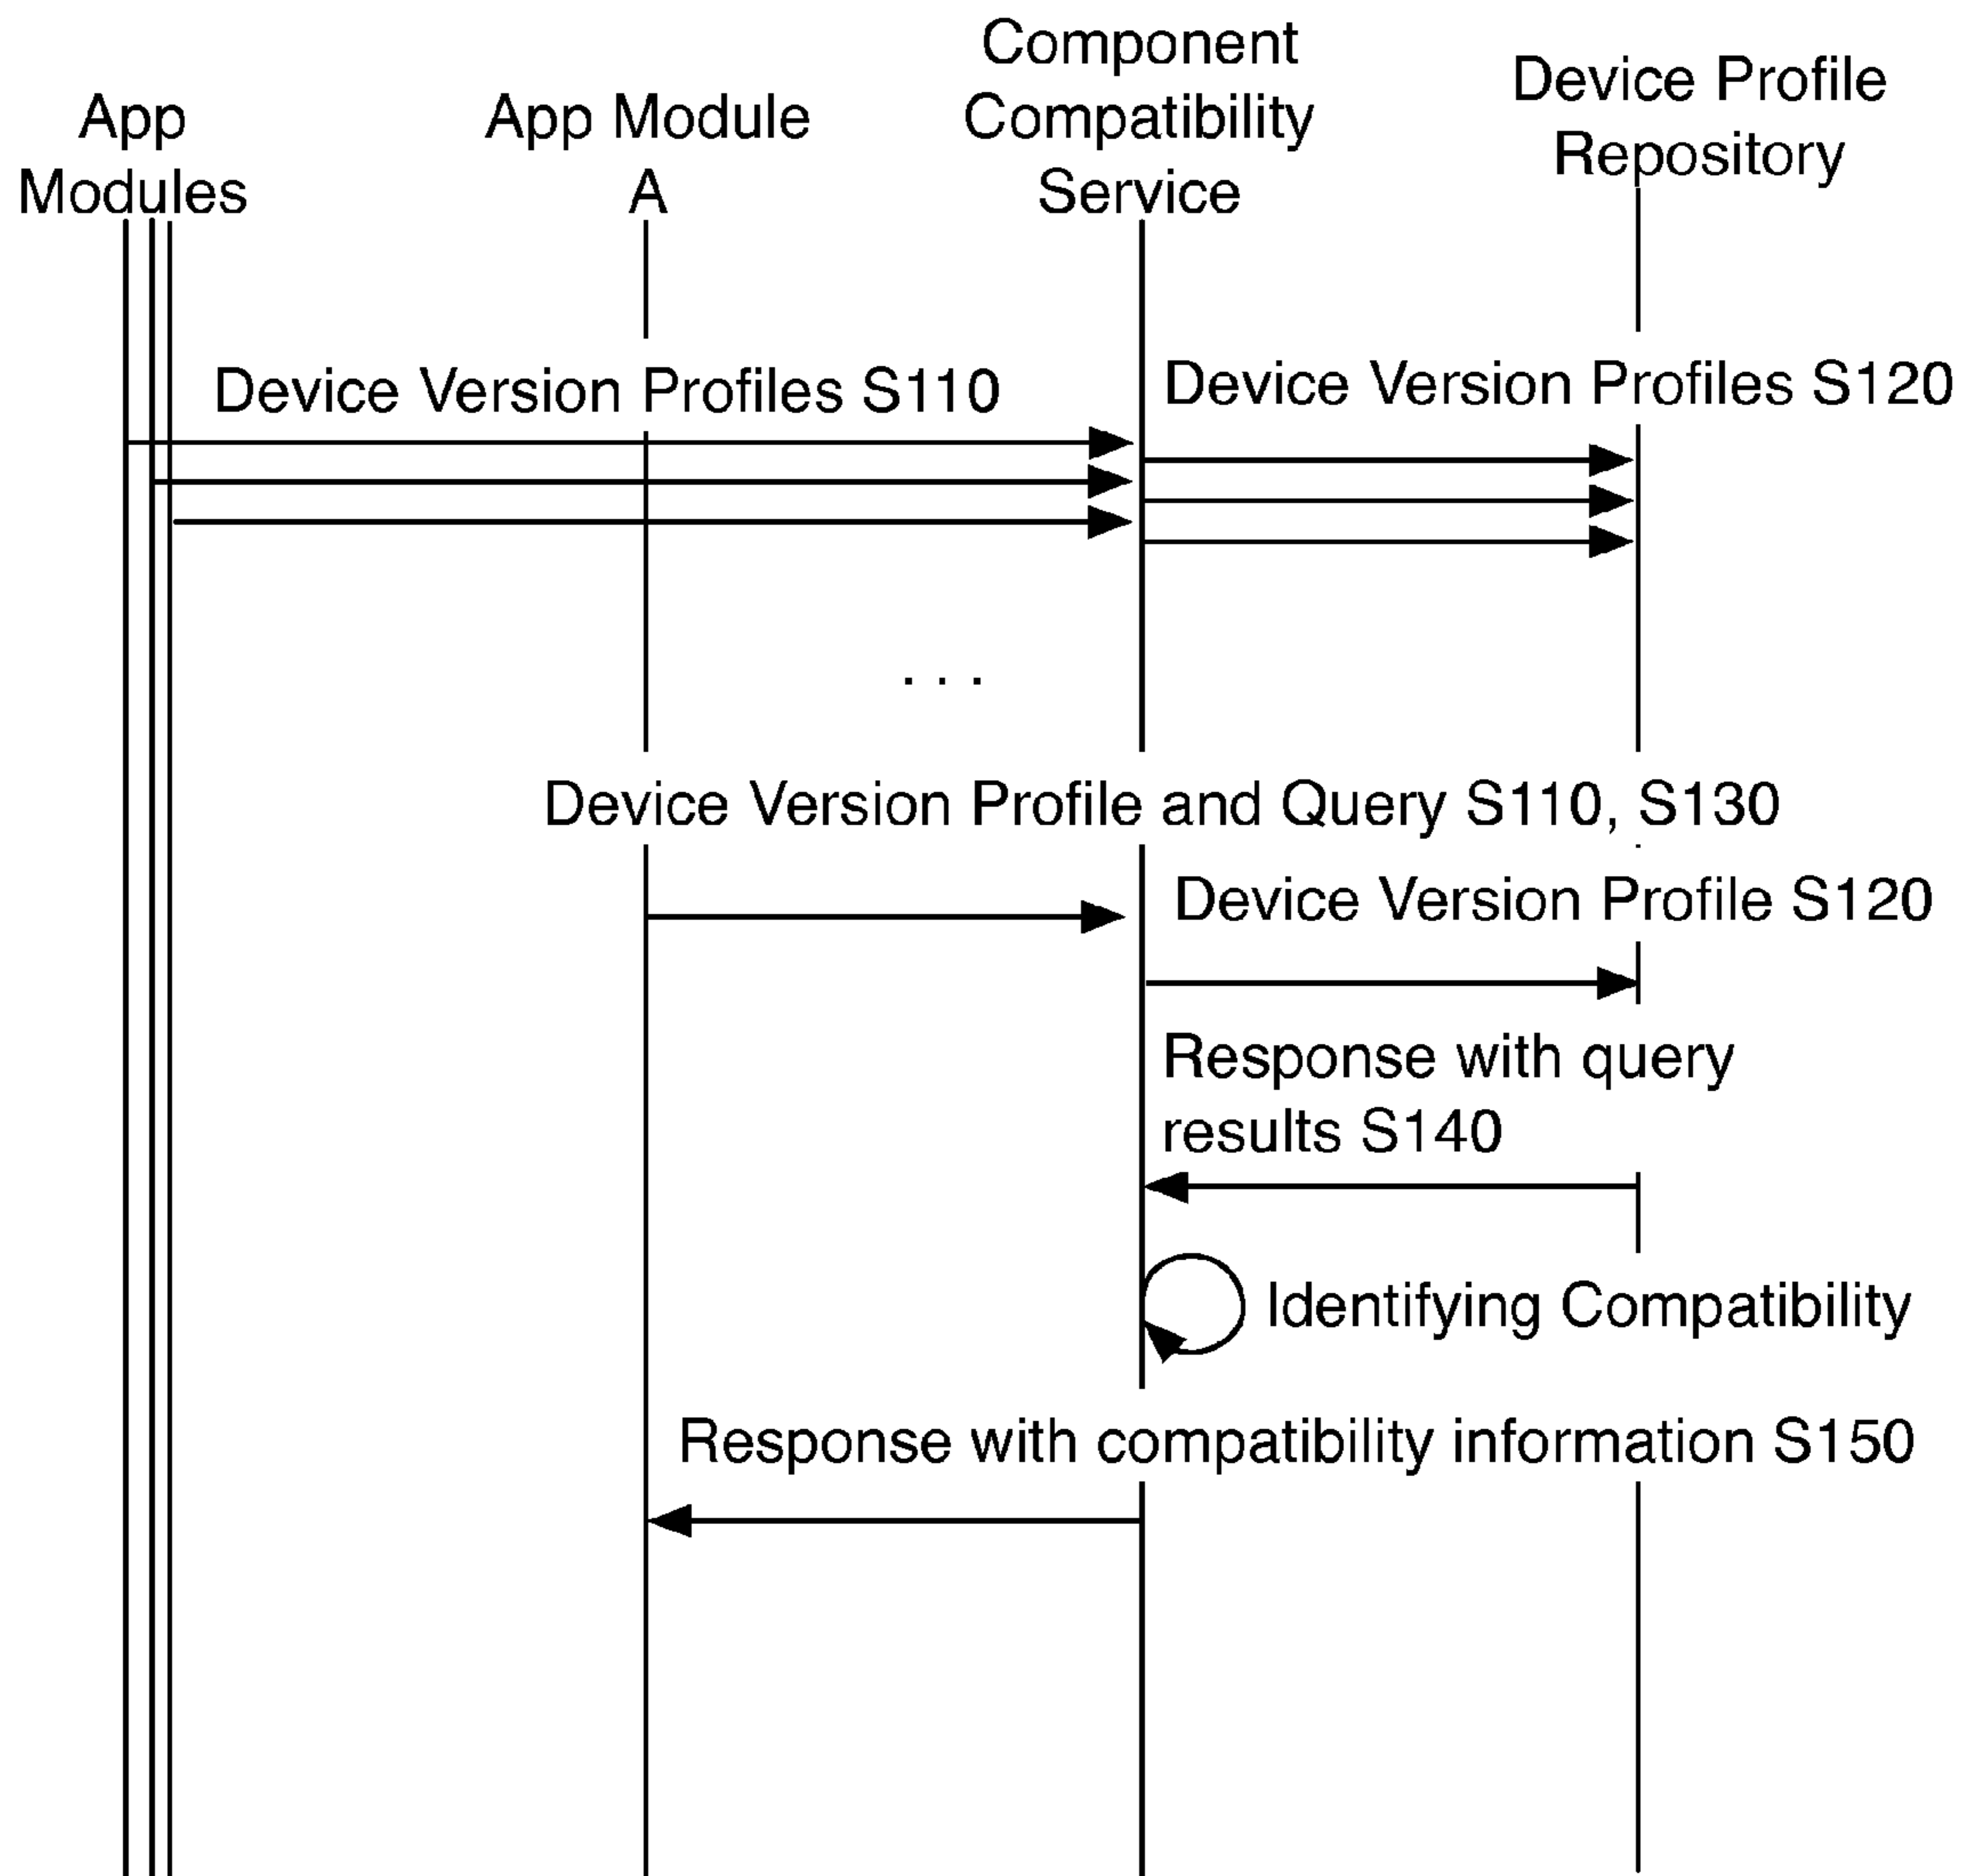 App
Modules
App Module
A
Component
Compatibility
Service
Device Profile
Repository
Device Version Profiles S110
Device Version Profiles S120
. . .
Device Version Profile and Query S110, S130
Device Version Profile S120
Response with query
results S140
Identifying Compatibility
Response with compatibility information S150